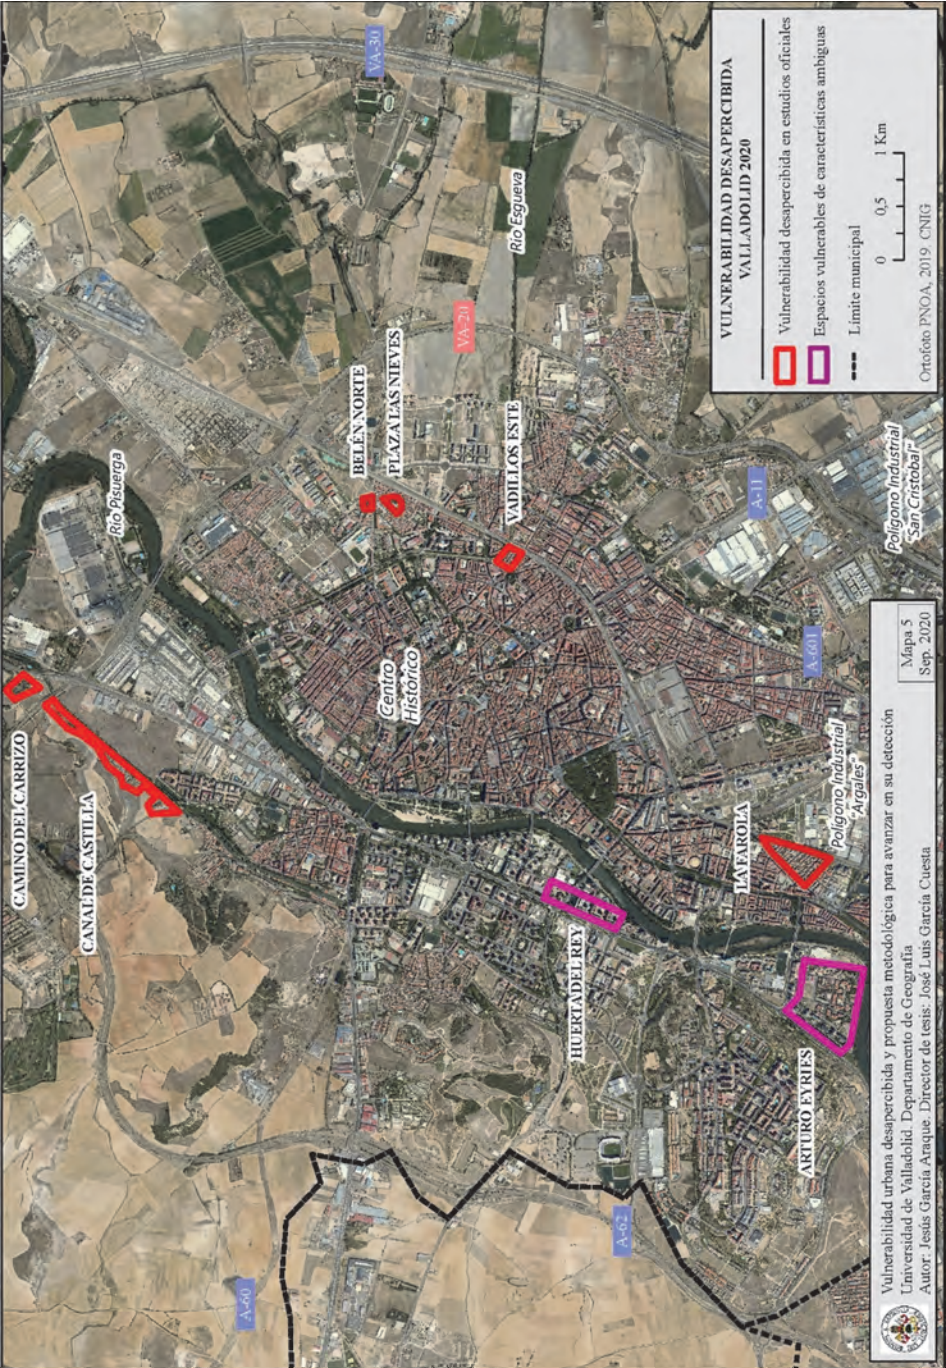 CAMINO DEL CARRIZO
CANAL DE CASTILLA
Río Pisuerga
VA-30
BELÉN NORTE
PLAZA LAS NIEVES
VA-20
Río Esgueva
VADILLOS ESTE
Centro
Histórico
HUERTA DEL REY
LA FAROLA
ARTURO EYRIES
A-60
A-62
A-11
A-601
Polígono Industrial
"Argales"
Polígono Industrial
"San Cristobal"
VULNERABILIDAD DESAPERCIBIDA
VALLADOLID 2020
Vulnerabilidad desapercibida en estudios oficiales
Espacios vulnerables de características ambiguas
Límite municipal
0 0,5 1 Km
Ortofoto PNOA, 2019. CNIG
Vulnerabilidad urbana desapercibida y propuesta metodológica para avanzar en su detección
Universidad de Valladolid. Departamento de Geografía
Autor: Jesús García Araque. Director de tesis: José Luis García Cuesta
Mapa 5
Sep. 2020